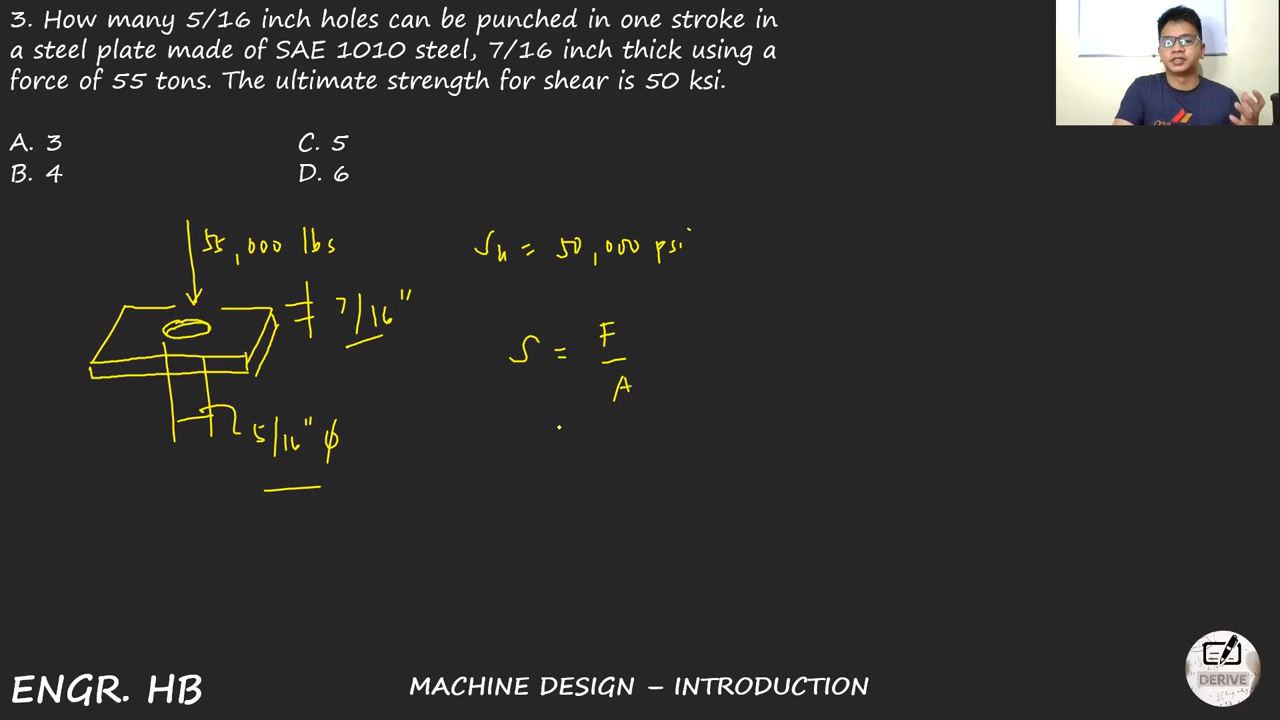 3. How many 5/16 inch holes can be punched in one stroke in
a steel plate made of SAE 1010 steel, 7/16 inch thick using a
force of 55 tons. The ultimate strength for shear is 50 ksi.
A. 3
B. 4
C. 5
D. 6
55,000 lbs
7/16"
5/16" ϕ
Su = 50,000 psi
S = F
A
ENGR. HB
MACHINE DESIGN – INTRODUCTION
DERIVE